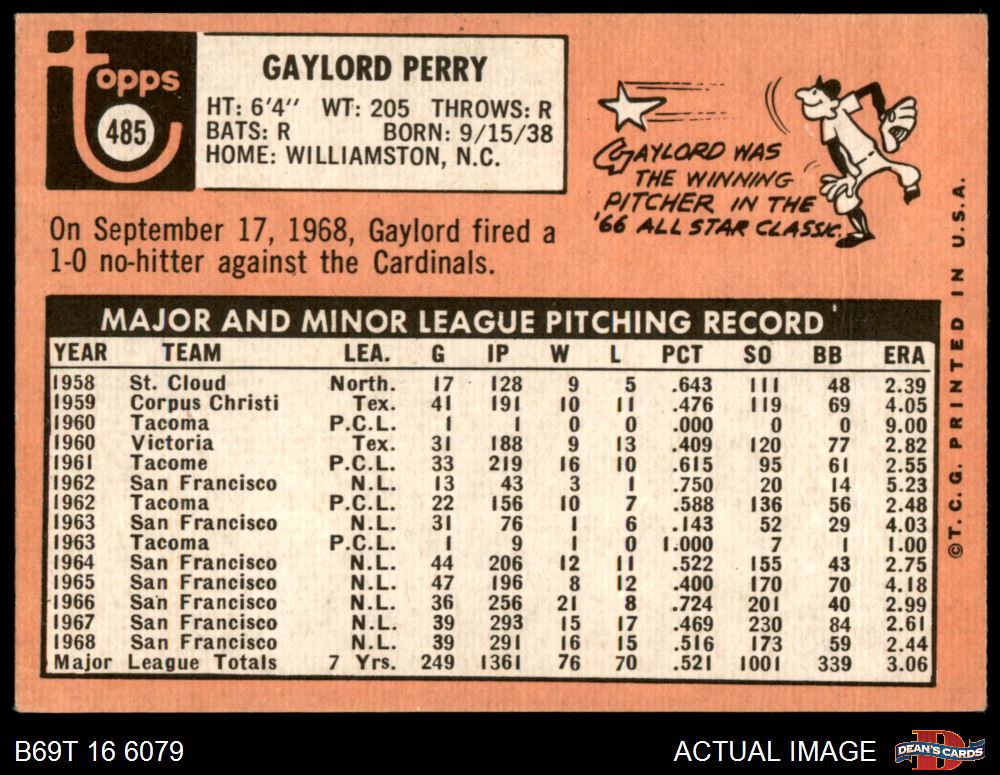 topps
485
GAYLORD PERRY
HT: 6'4" WT: 205 THROWS: R
BATS: R BORN: 9/15/38
HOME: WILLIAMSTON, N.C.
GAYLORD WAS
THE WINNING
PITCHER IN THE
'66 ALL STAR CLASSIC.
On September 17, 1968, Gaylord fired a
1-0 no-hitter against the Cardinals.
MAJOR AND MINOR LEAGUE PITCHING RECORD
YEAR TEAM LEA. G IP W L PCT SO BB ERA
1958 St. Cloud North. 17 128 9 5 .643 111 48 2.39
1959 Corpus Christi Tex. 41 191 10 11 .476 119 69 4.05
1960 Tacoma P.C.L. 1 1 0 0 .000 0 0 9.00
1960 Victoria Tex. 31 188 9 13 .409 120 77 2.82
1961 Tacome P.C.L. 33 219 16 10 .615 95 61 2.55
1962 San Francisco N.L. 13 43 3 1 .750 20 14 5.23
1962 Tacoma P.C.L. 22 156 10 7 .588 136 56 2.48
1963 San Francisco N.L. 31 76 1 6 .143 52 29 4.03
1963 Tacoma P.C.L. 1 9 1 0 1.000 7 1 1.00
1964 San Francisco N.L. 44 206 12 11 .522 155 43 2.75
1965 San Francisco N.L. 47 196 8 12 .400 170 70 4.18
1966 San Francisco N.L. 36 256 21 8 .724 201 40 2.99
1967 San Francisco N.L. 39 293 15 17 .469 230 84 2.61
1968 San Francisco N.L. 39 291 16 15 .516 173 59 2.44
Major League Totals 7 Yrs. 249 1361 76 70 .521 1001 339 3.06
©T.C.G. PRINTED IN U.S.A.
B69T 16 6079
ACTUAL IMAGE
DEAN'S CARDS